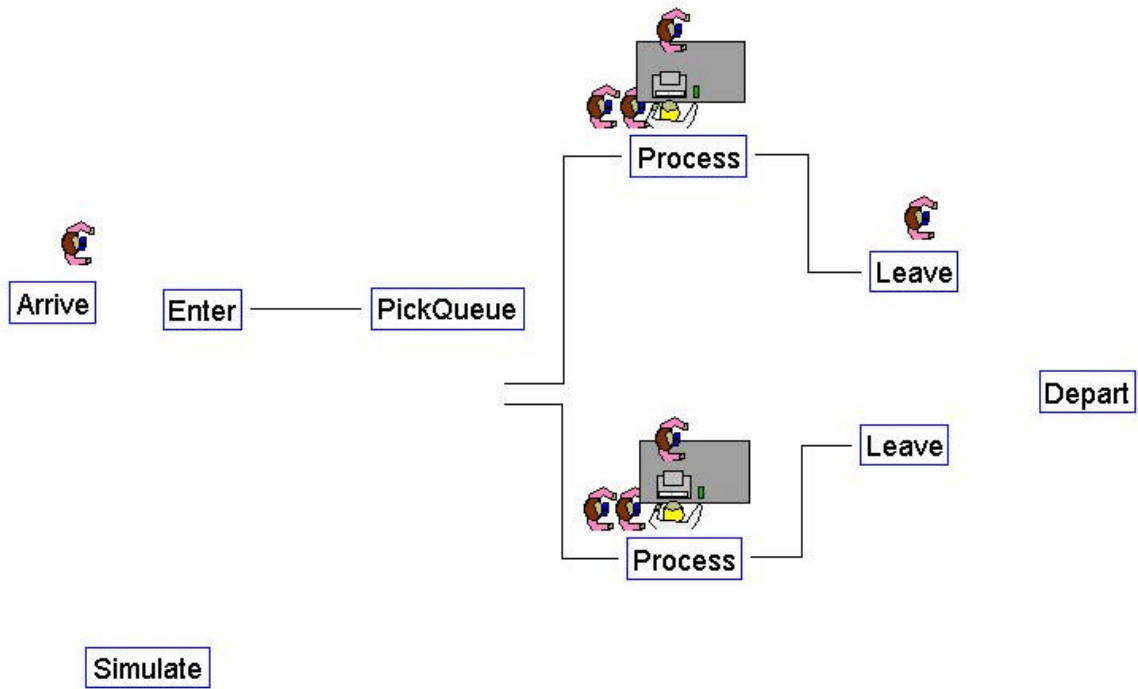 Process
Leave
Arrive
Enter
PickQueue
Depart
Leave
Process
Simulate